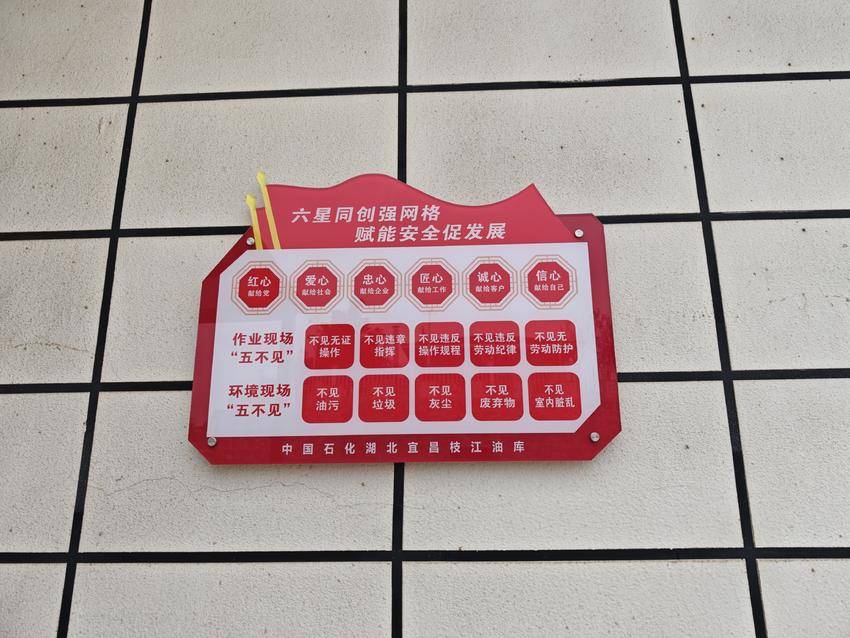 六星同创强网格
赋能安全促发展
红心 爱心 忠心 匠心 诚心 信心
献给党 献给社会 献给企业 献给工作 献给客户 献给自己
作业现场
“五不见”
不见无证
操作
不见违章
指挥
不见违反
操作规程
不见违反
劳动纪律
不见无
劳动防护
环境现场
“五不见”
不见
油污
不见
垃圾
不见
灰尘
不见
废弃物
不见
室内脏乱
中国石化湖北宜昌枝江油库